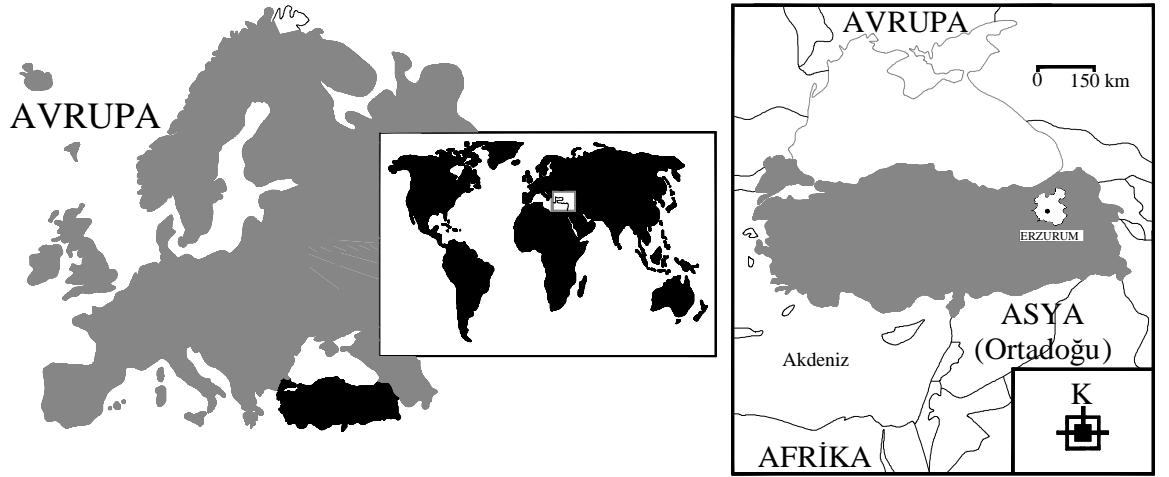 AVRUPA
AVRUPA
0 150 km
ERZURUM
ASYA
(Ortadoğu)
Akdeniz
K
AFRİKA